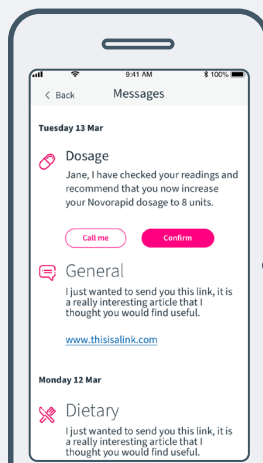 9:41 AM
100%
Back
Messages
Tuesday 13 Mar
Dosage
Jane, I have checked your readings and
recommend that you now increase
your Novorapid dosage to 8 units.
Call me
Confirm
General
I just wanted to send you this link, it is
a really interesting article that I
thought you would find useful.
www.thisisalink.com
Monday 12 Mar
Dietary
I just wanted to send you this link, it is
a really interesting article that I
thought you would find useful.